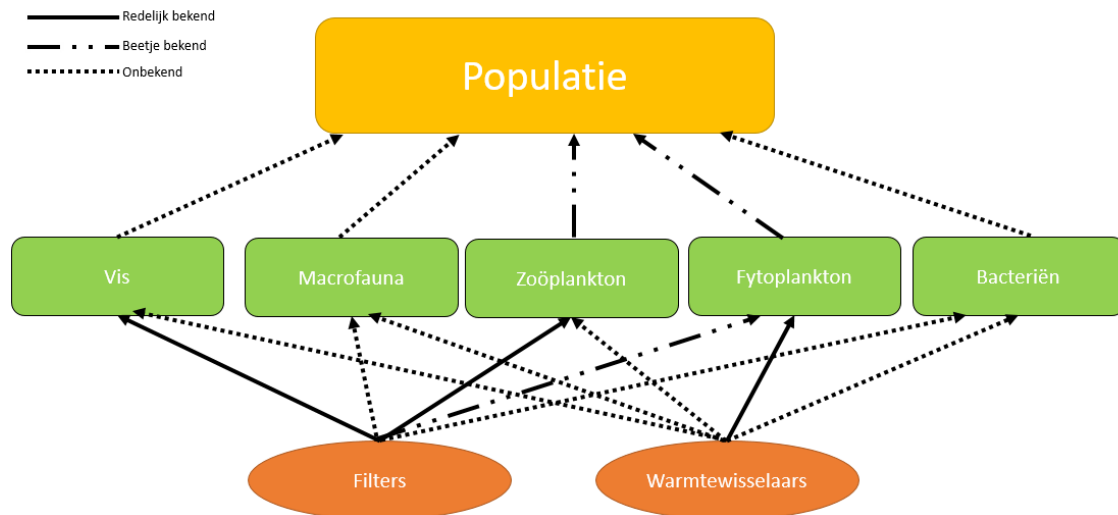 Redelijk bekend
Beetje bekend
Onbekend
Populatie
Vis
Macrofauna
Zoöplankton
Fytoplankton
Bacteriën
Filters
Warmtewisselaars